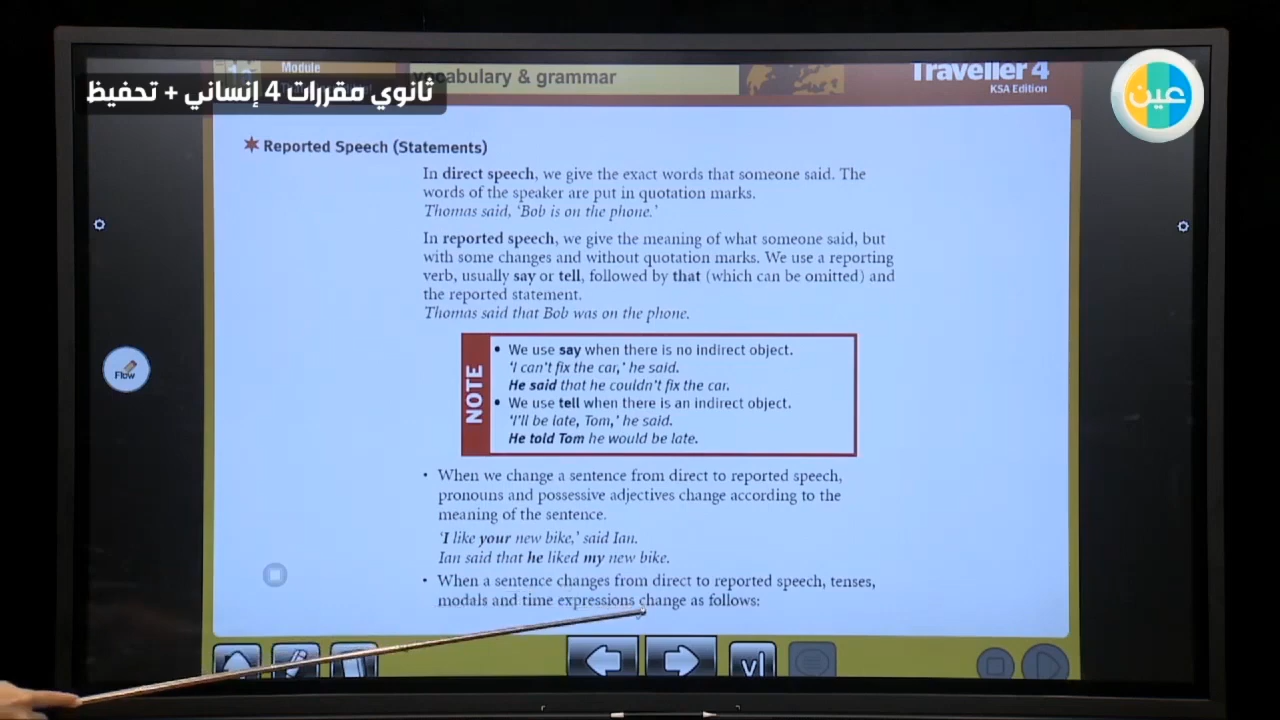 Module
vocabulary & grammar
Traveller 4
KSA Edition
ثانوي مقررات 4 إنساني + تحفيظ
عين
Reported Speech (Statements)
In direct speech, we give the exact words that someone said. The
words of the speaker are put in quotation marks.
Thomas said, ‘Bob is on the phone.’
In reported speech, we give the meaning of what someone said, but
with some changes and without quotation marks. We use a reporting
verb, usually say or tell, followed by that (which can be omitted) and
the reported statement.
Thomas said that Bob was on the phone.
NOTE
• We use say when there is no indirect object.
‘I can't fix the car,’ he said.
He said that he couldn't fix the car.
• We use tell when there is an indirect object.
‘I'll be late, Tom,’ he said.
He told Tom he would be late.
• When we change a sentence from direct to reported speech,
pronouns and possessive adjectives change according to the
meaning of the sentence.
‘I like your new bike,’ said Ian.
Ian said that he liked my new bike.
• When a sentence changes from direct to reported speech, tenses,
modals and time expressions change as follows:
Flow